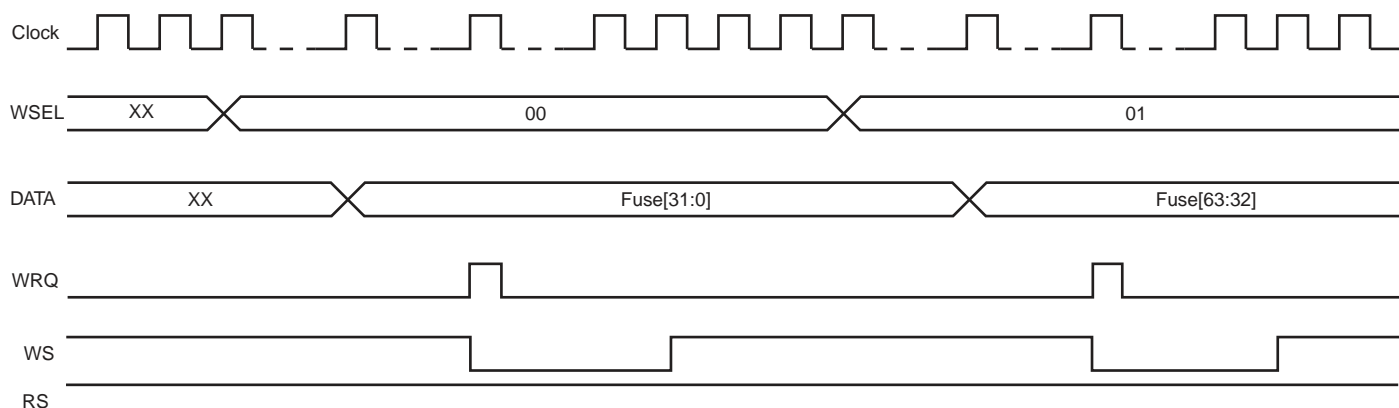 Clock
WSEL XX 00 01
DATA XX Fuse[31:0] Fuse[63:32]
WRQ
WS
RS